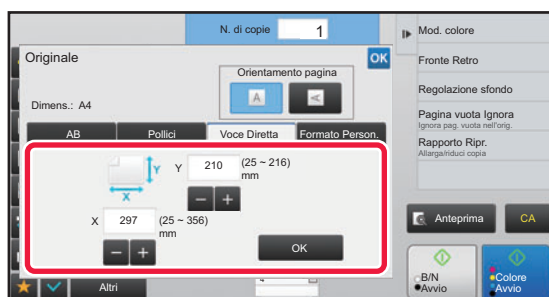 N. di copie 1
Originale
OK
Orientamento pagina
A A
Dimens.: A4
AB
Pollici
Voce Diretta
Formato Person.
Y
X
Y 210 (25 ~ 216)
mm
X 297 (25 ~ 356)
mm
OK
Altri
Mod. colore
Fronte Retro
Regolazione sfondo
Pagina vuota Ignora
Ignora pag. vuota nell'orig.
Rapporto Ripr.
Allarga/riduci copia
Anteprima
CA
B/N
Avvio
Colore
Avvio